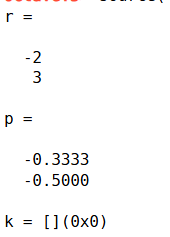 r =
-2
3
p =
-0.3333
-0.5000
k = [](0x0)